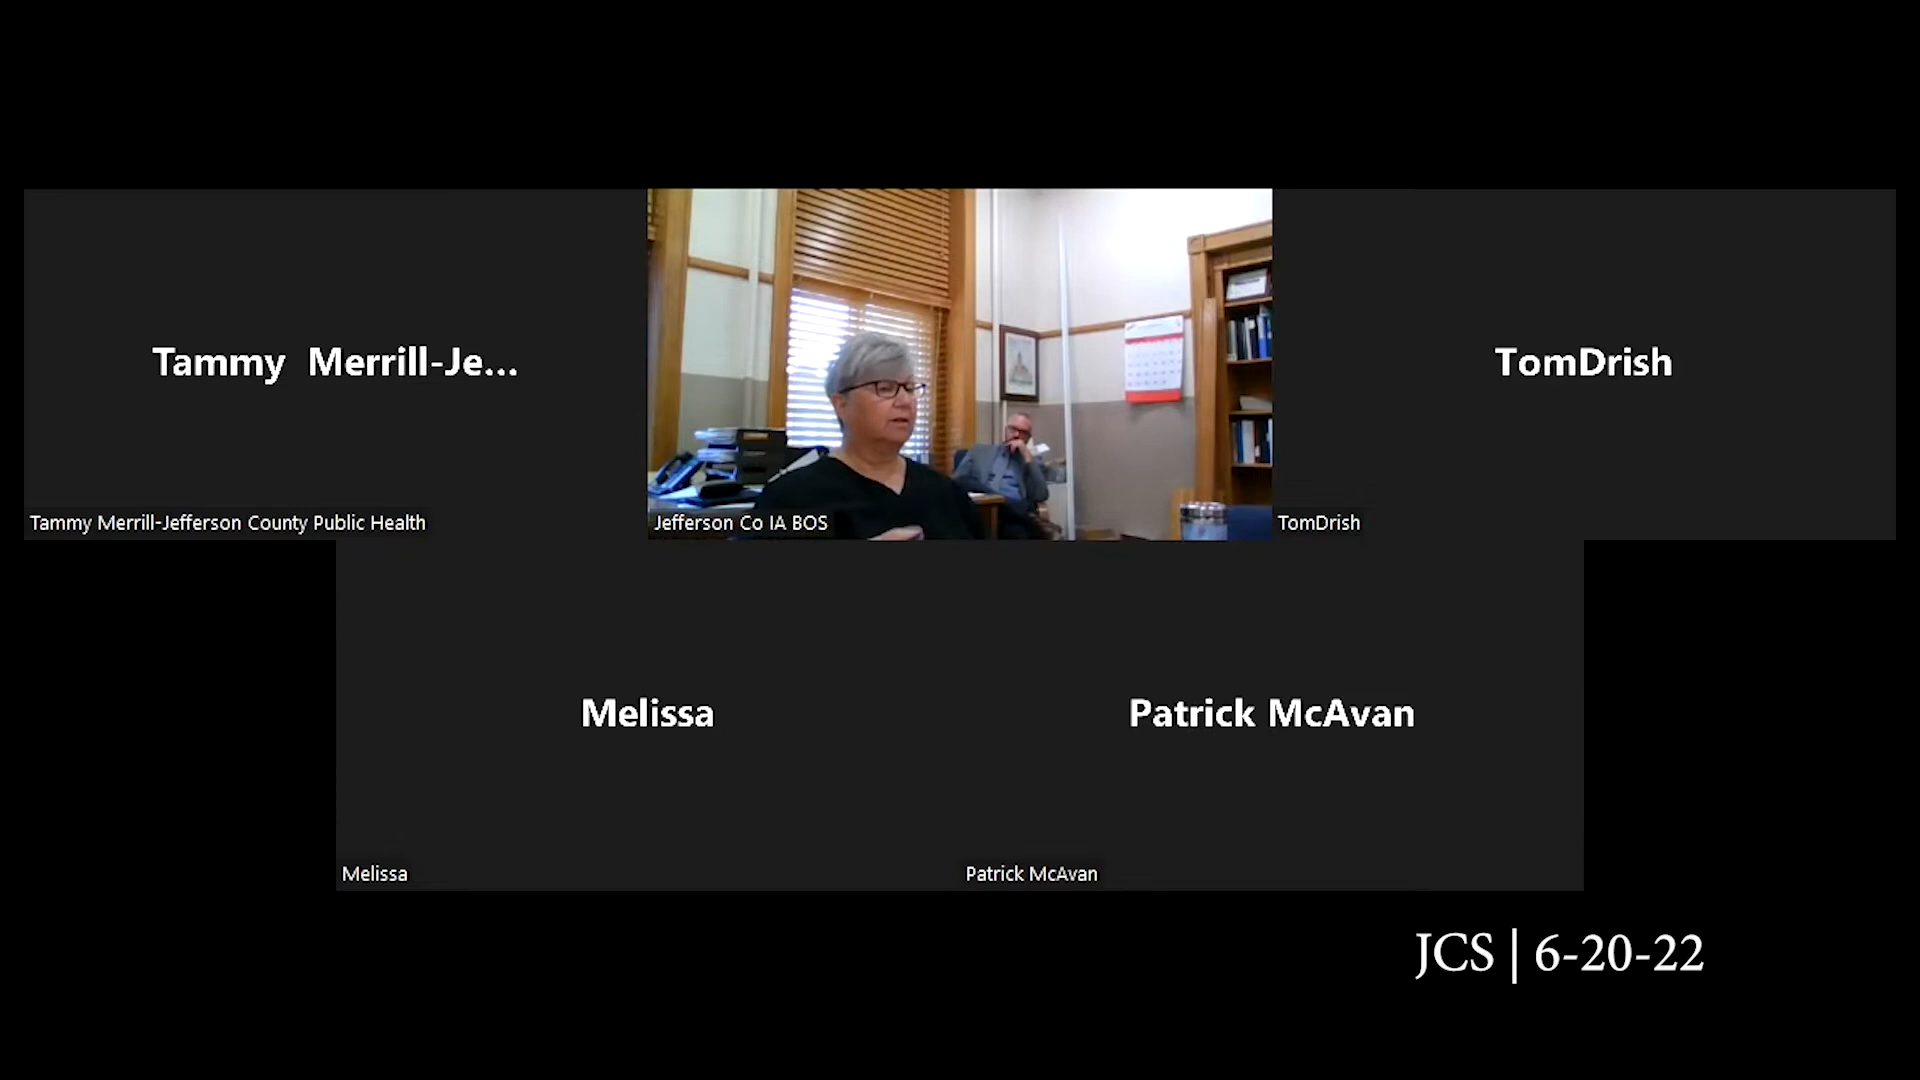 Tammy Merrill-Je...
TomDrish
Tammy Merrill-Jefferson County Public Health
Jefferson Co IA BOS
TomDrish
Melissa
Patrick McAvan
Melissa
Patrick McAvan
JCS | 6-20-22